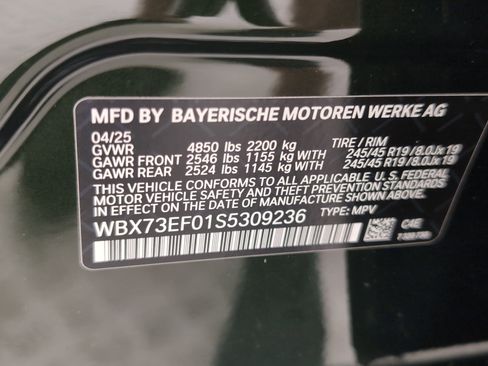 MFD BY BAYERISCHE MOTOREN WERKE AG
04/25
GVWR 4850 lbs 2200 kg TIRE / RIM
GAWR FRONT 2546 lbs 1155 kg WITH 245/45 R19 / 8.0Jx19
GAWR REAR 2524 lbs 1145 kg WITH 245/45 R19 / 8.0Jx19
THIS VEHICLE CONFORMS TO ALL APPLICABLE U.S. FEDERAL
MOTOR VEHICLE SAFETY AND THEFT PREVENTION STANDARDS IN EFFECT ON THE
DATE OF MANUFACTURE SHOWN ABOVE.
WBX73EF01S5309236 TYPE: MPV
C4E